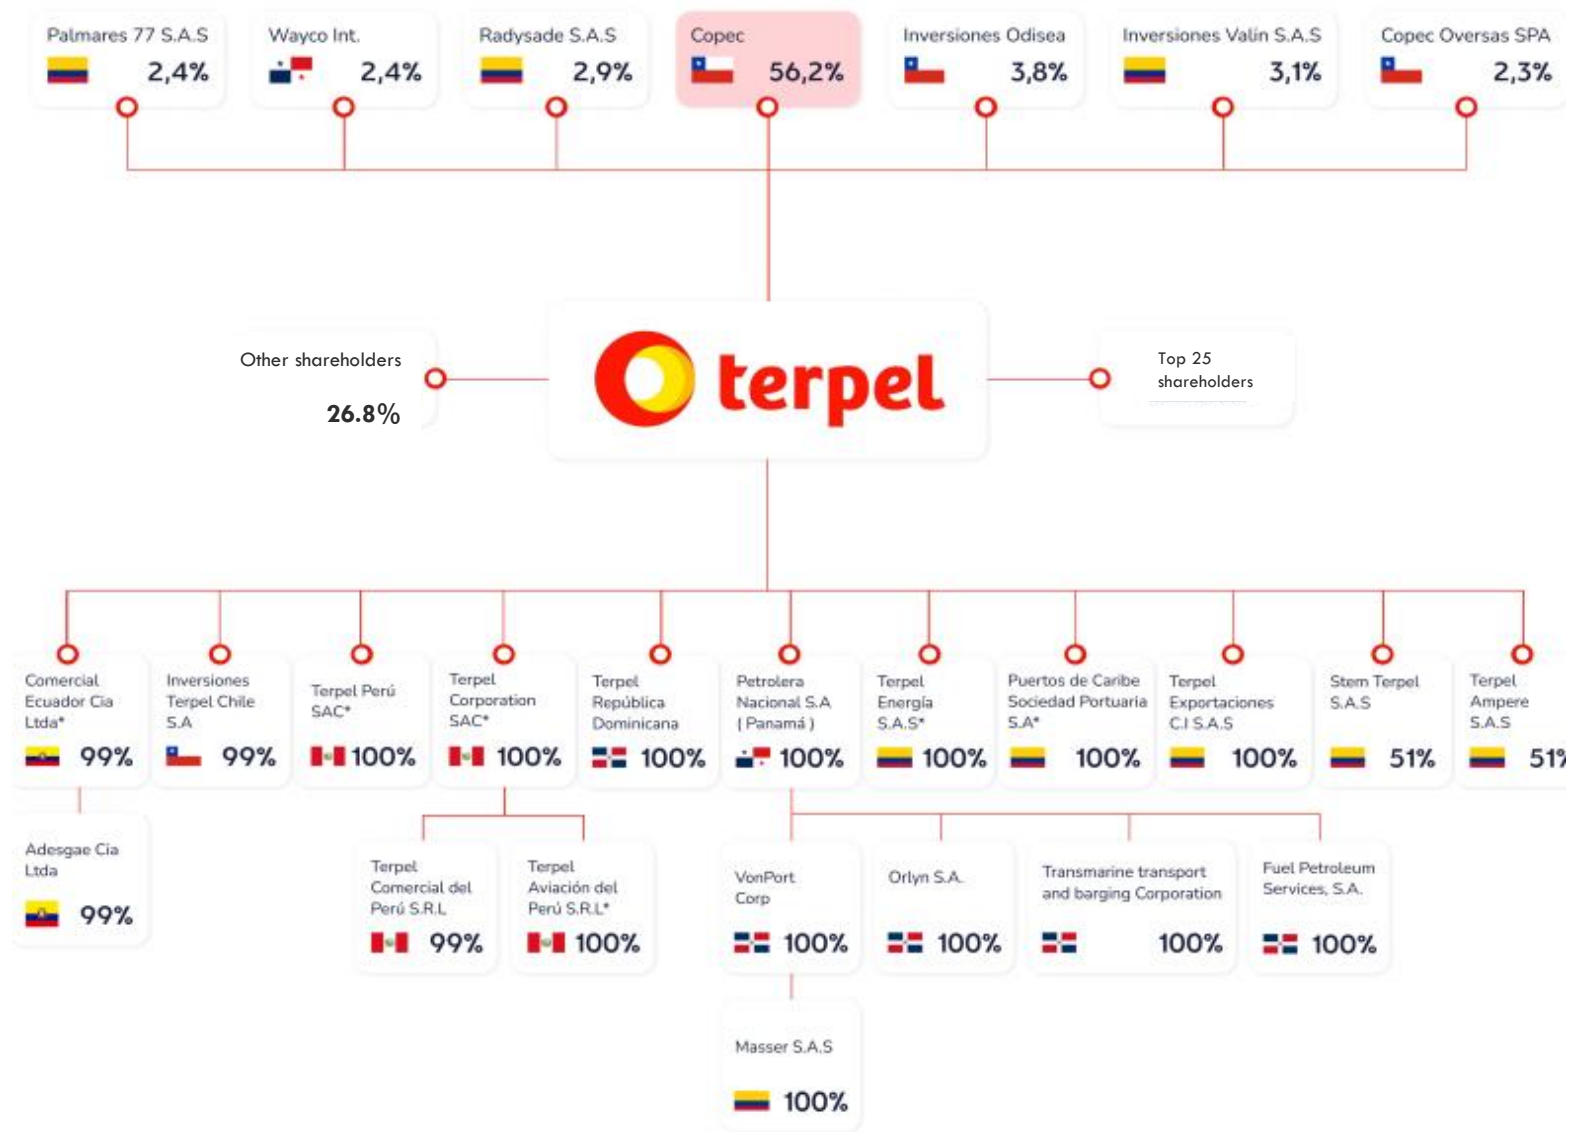 Palmares 77 S.A.S
2,4%
Wayco Int.
2,4%
Radysade S.A.S
2,9%
Copec
56,2%
Inversiones Odisea
3,8%
Inversiones Valin S.A.S
3,1%
Copec Oversas SPA
2,3%
Other shareholders
26.8%
terpel
Top 25
shareholders
Comercial
Ecuador Cia
Ltda*
99%
Inversiones
Terpel Chile
S.A
99%
Terpel Perú
SAC*
100%
Terpel
Corporation
SAC*
100%
Terpel
República
Dominicana
100%
Petrolera
Nacional S.A
( Panamá )
100%
Terpel
Energía
S.A.S*
100%
Puertos de Caribe
Sociedad Portuaria
S.A*
100%
Terpel
Exportaciones
C.I S.A.S
100%
Stem Terpel
S.A.S
51%
Terpel
Ampere
S.A.S
51%
Adesgae Cia
Ltda
99%
Terpel
Comercial del
Perú S.R.L
99%
Terpel
Aviación del
Perú S.R.L*
100%
VonPort
Corp
100%
Orlyn S.A.
100%
Transmarine transport
and barging Corporation
100%
Fuel Petroleum
Services, S.A.
100%
Masser S.A.S
100%